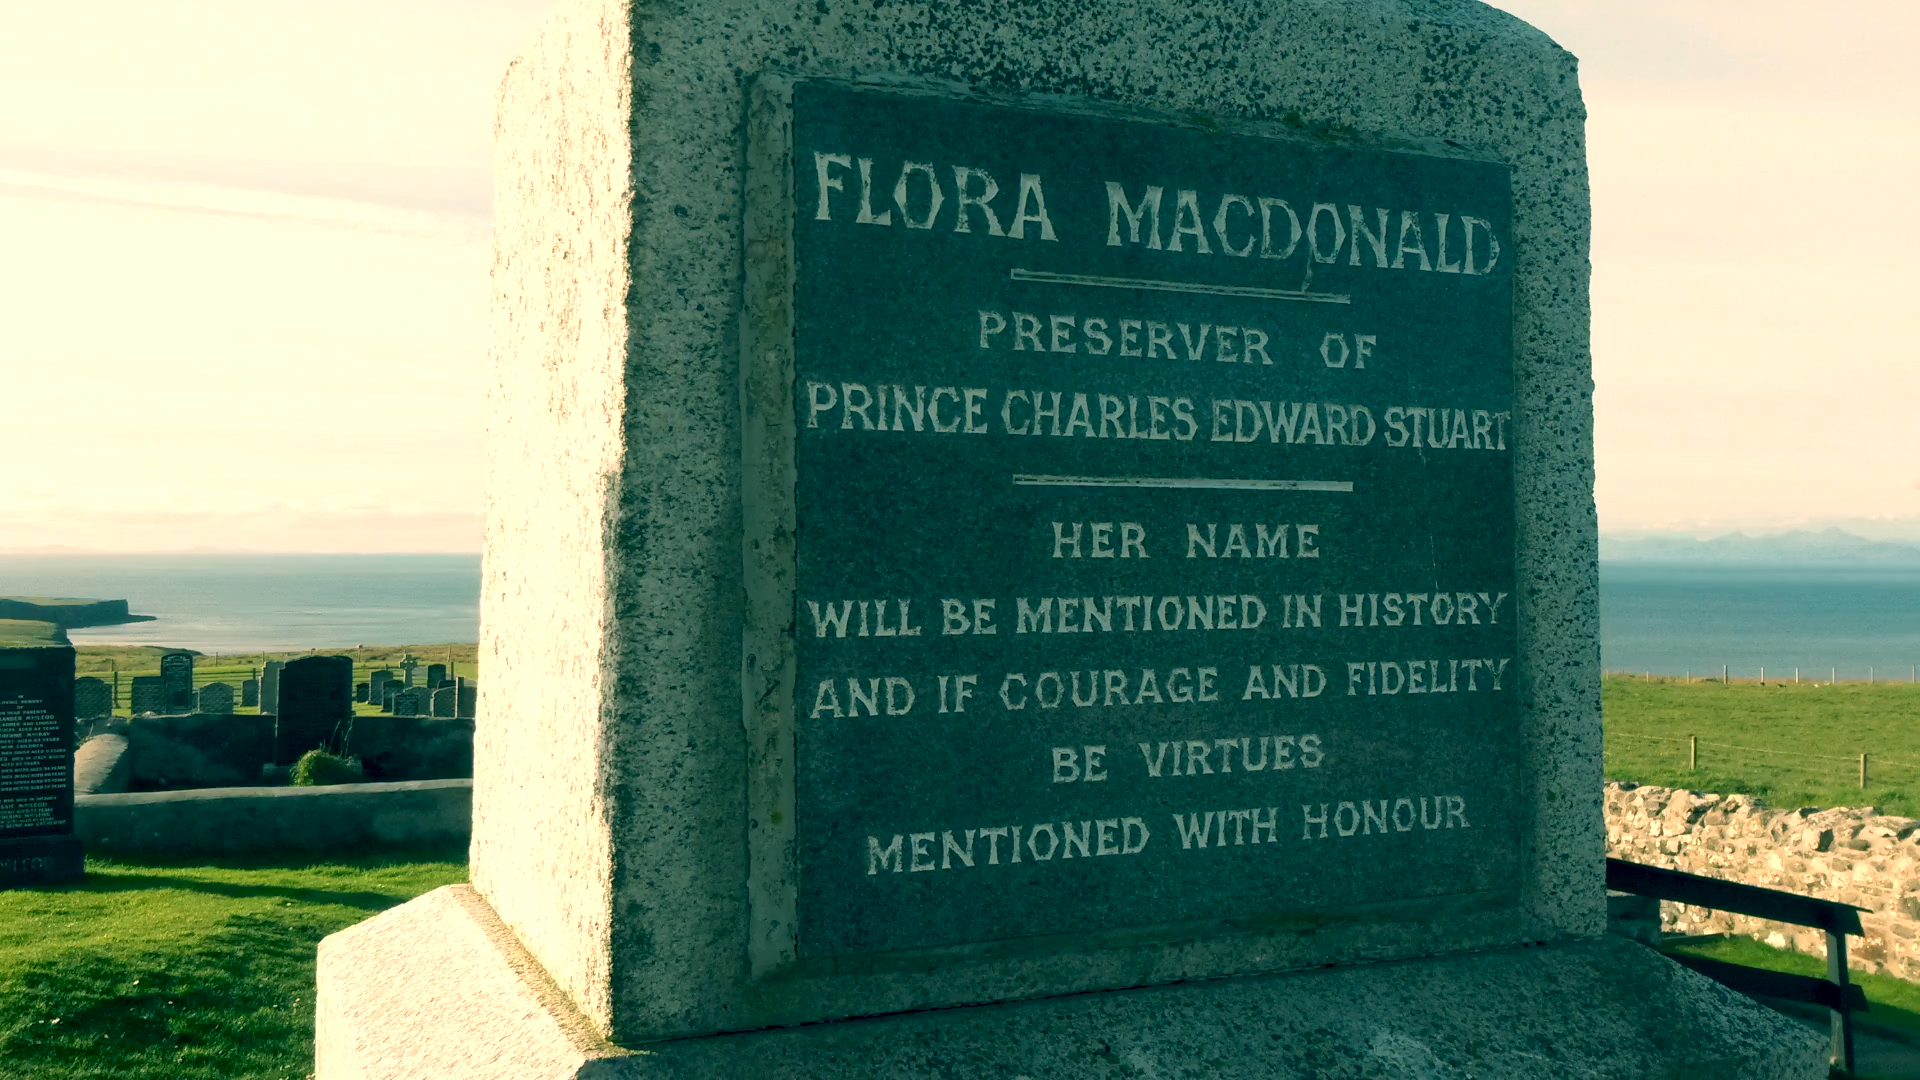 FLORA MACDONALD
PRESERVER OF
PRINCE CHARLES EDWARD STUART
HER NAME
WILL BE MENTIONED IN HISTORY
AND IF COURAGE AND FIDELITY
BE VIRTUES
MENTIONED WITH HONOUR